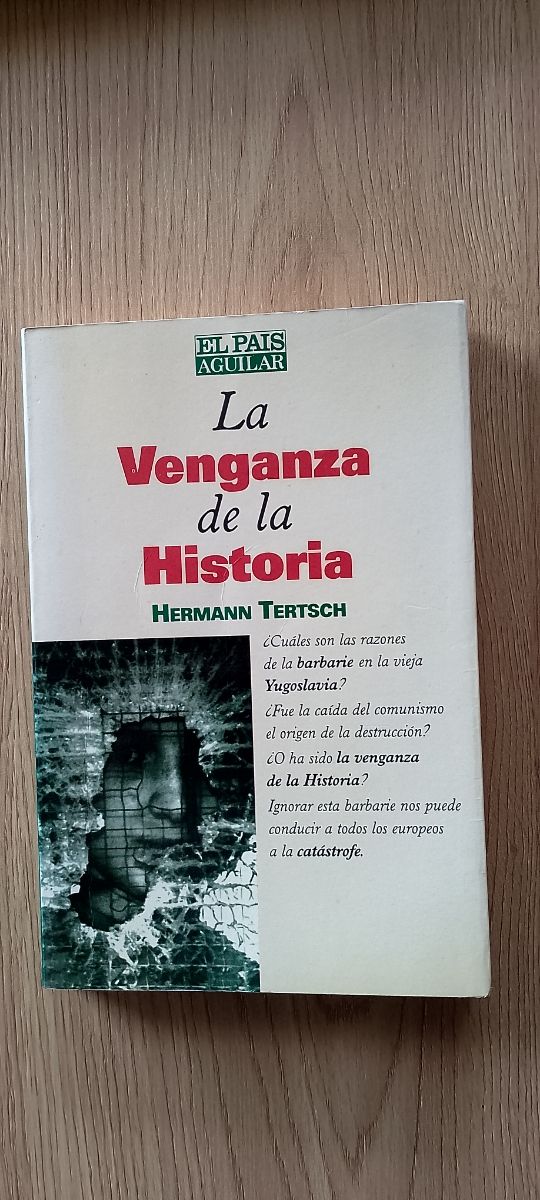 EL PAIS
AGUILAR
La
Venganza
de la
Historia
HERMANN TERTSCH
¿Cuáles son las razones
de la barbarie en la vieja
Yugoslavia?
¿Fue la caída del comunismo
el origen de la destrucción?
¿O ha sido la venganza
de la Historia?
Ignorar esta barbarie nos puede
conducir a todos los europeos
a la catástrofe.